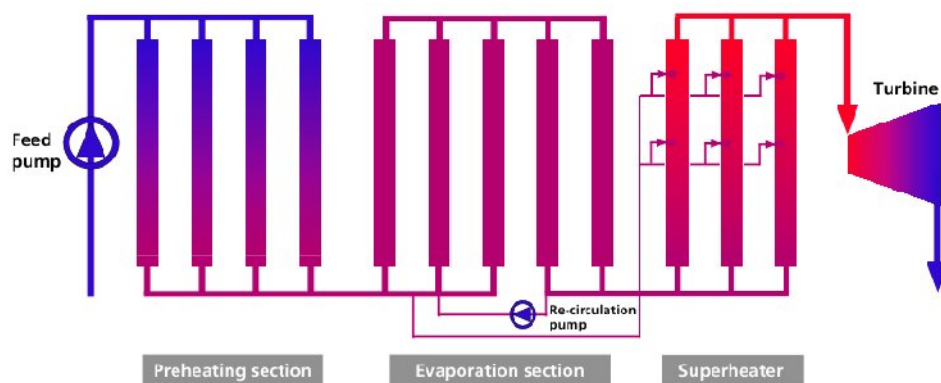 Feed
pump
Turbine
Re-circulation
pump
Preheating section
Evaporation section
Superheater